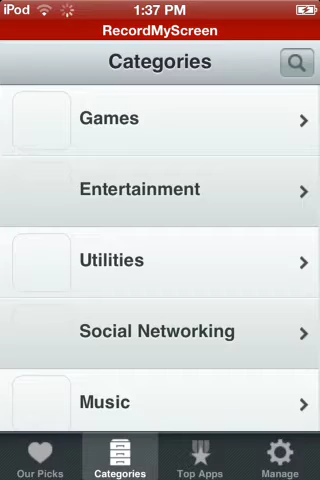 iPod 1:37 PM
RecordMyScreen
Categories
Games
Entertainment
Utilities
Social Networking
Music
Our Picks Categories Top Apps Manage